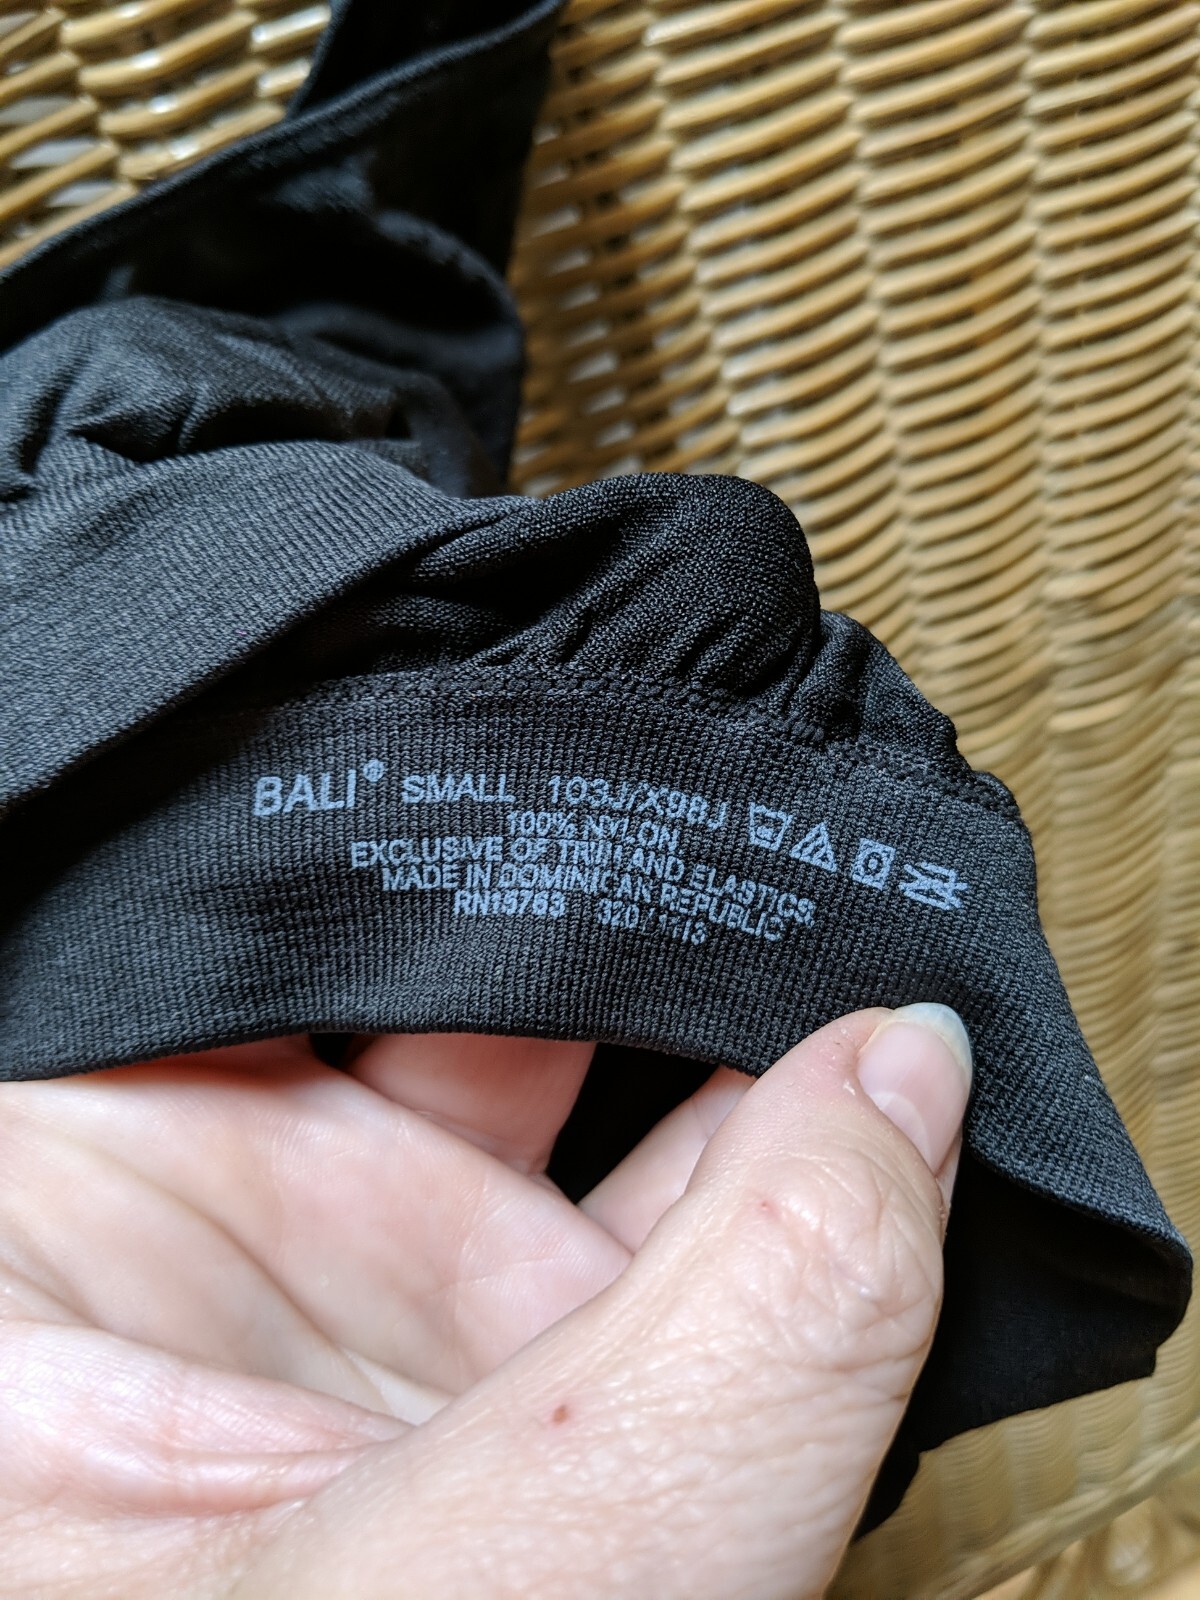 BALI® SMALL 103J/X98J
100% NYLON
EXCLUSIVE OF TRIM AND ELASTICS
MADE IN DOMINICAN REPUBLIC
RN15763